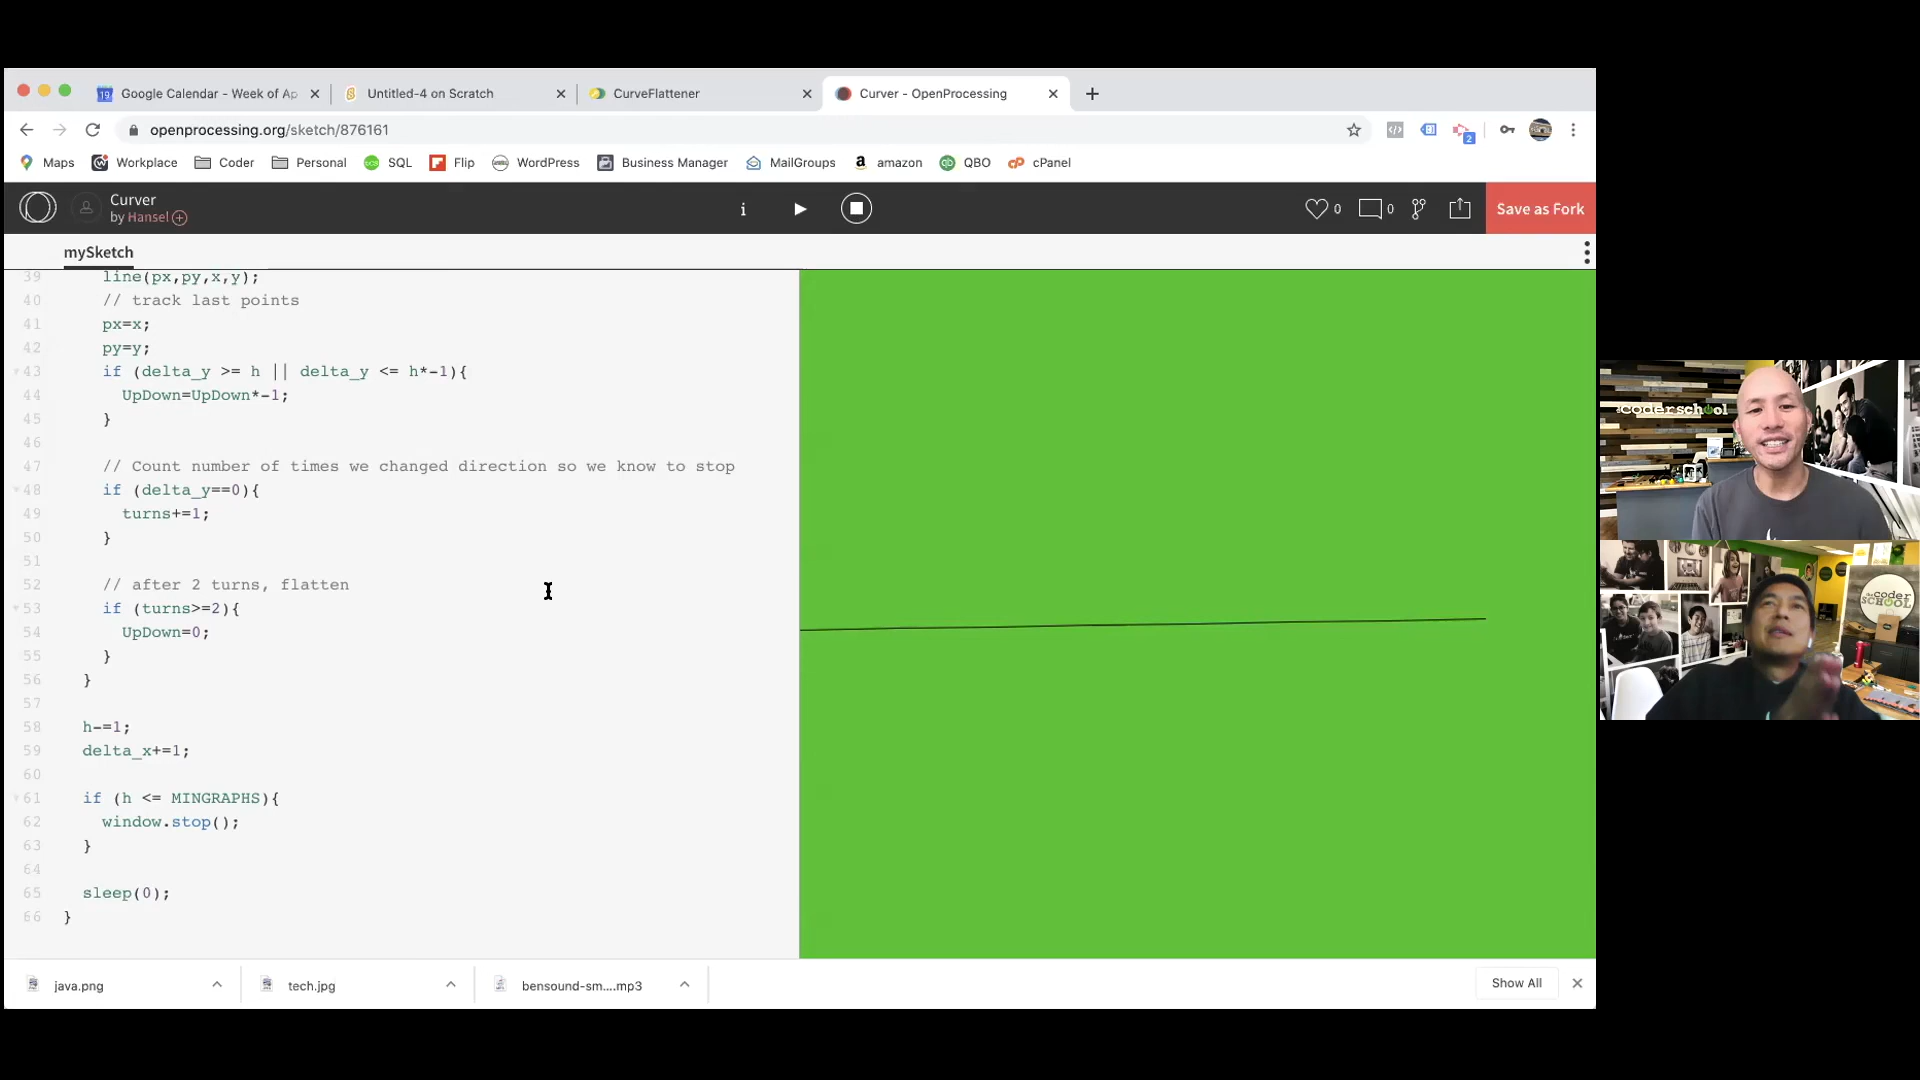 Google Calendar - Week of Ap
Untitled-4 on Scratch
CurveFlattener
Curver - OpenProcessing
openprocessing.org/sketch/876161
2
Maps
Workplace
Coder
Personal
SQL
Flip
WordPress
Business Manager
MailGroups
amazon
QBO
cPanel
Curver
by Hansel
0
0
Save as Fork
mySketch
39 line(px,py,x,y);
40 // track last points
41 px=x;
42 py=y;
43 if (delta_y >= h || delta_y <= h*-1){
44 UpDown=UpDown*-1;
45 }
46
47 // Count number of times we changed direction so we know to stop
48 if (delta_y==0){
49 turns+=1;
50 }
51
52 // after 2 turns, flatten
53 if (turns>=2){
54 UpDown=0;
55 }
56 }
57
58 h-=1;
59 delta_x+=1;
60
61 if (h <= MINGRAPHS){
62 window.stop();
63 }
64
65 sleep(0);
66 }
java.png
tech.jpg
bensound-sm....mp3
Show All
coderschool
the
coder
SCHOOL